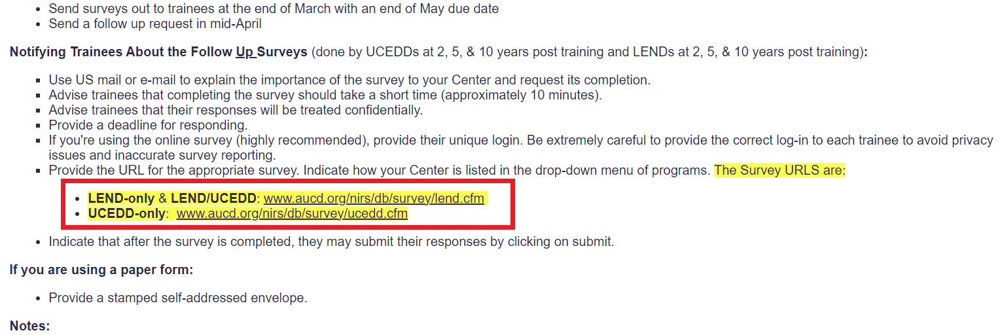 Send surveys out to trainees at the end of March with an end of May due date
Send a follow up request in mid-April
Notifying Trainees About the Follow Up Surveys (done by UCEDDs at 2, 5, & 10 years post training and LENDs at 2, 5, & 10 years post training):
Use US mail or e-mail to explain the importance of the survey to your Center and request its completion.
Advise trainees that completing the survey should take a short time (approximately 10 minutes).
Advise trainees that their responses will be treated confidentially.
Provide a deadline for responding.
If you're using the online survey (highly recommended), provide their unique login. Be extremely careful to provide the correct log-in to each trainee to avoid privacy
issues and inaccurate survey reporting.
Provide the URL for the appropriate survey. Indicate how your Center is listed in the drop-down menu of programs. The Survey URLS are:
LEND-only & LEND/UCEDD: www.aucd.org/nirs/db/survey/lend.cfm
UCEDD-only: www.aucd.org/nirs/db/survey/ucedd.cfm
Indicate that after the survey is completed, they may submit their responses by clicking on submit.
If you are using a paper form:
Provide a stamped self-addressed envelope.
Notes: